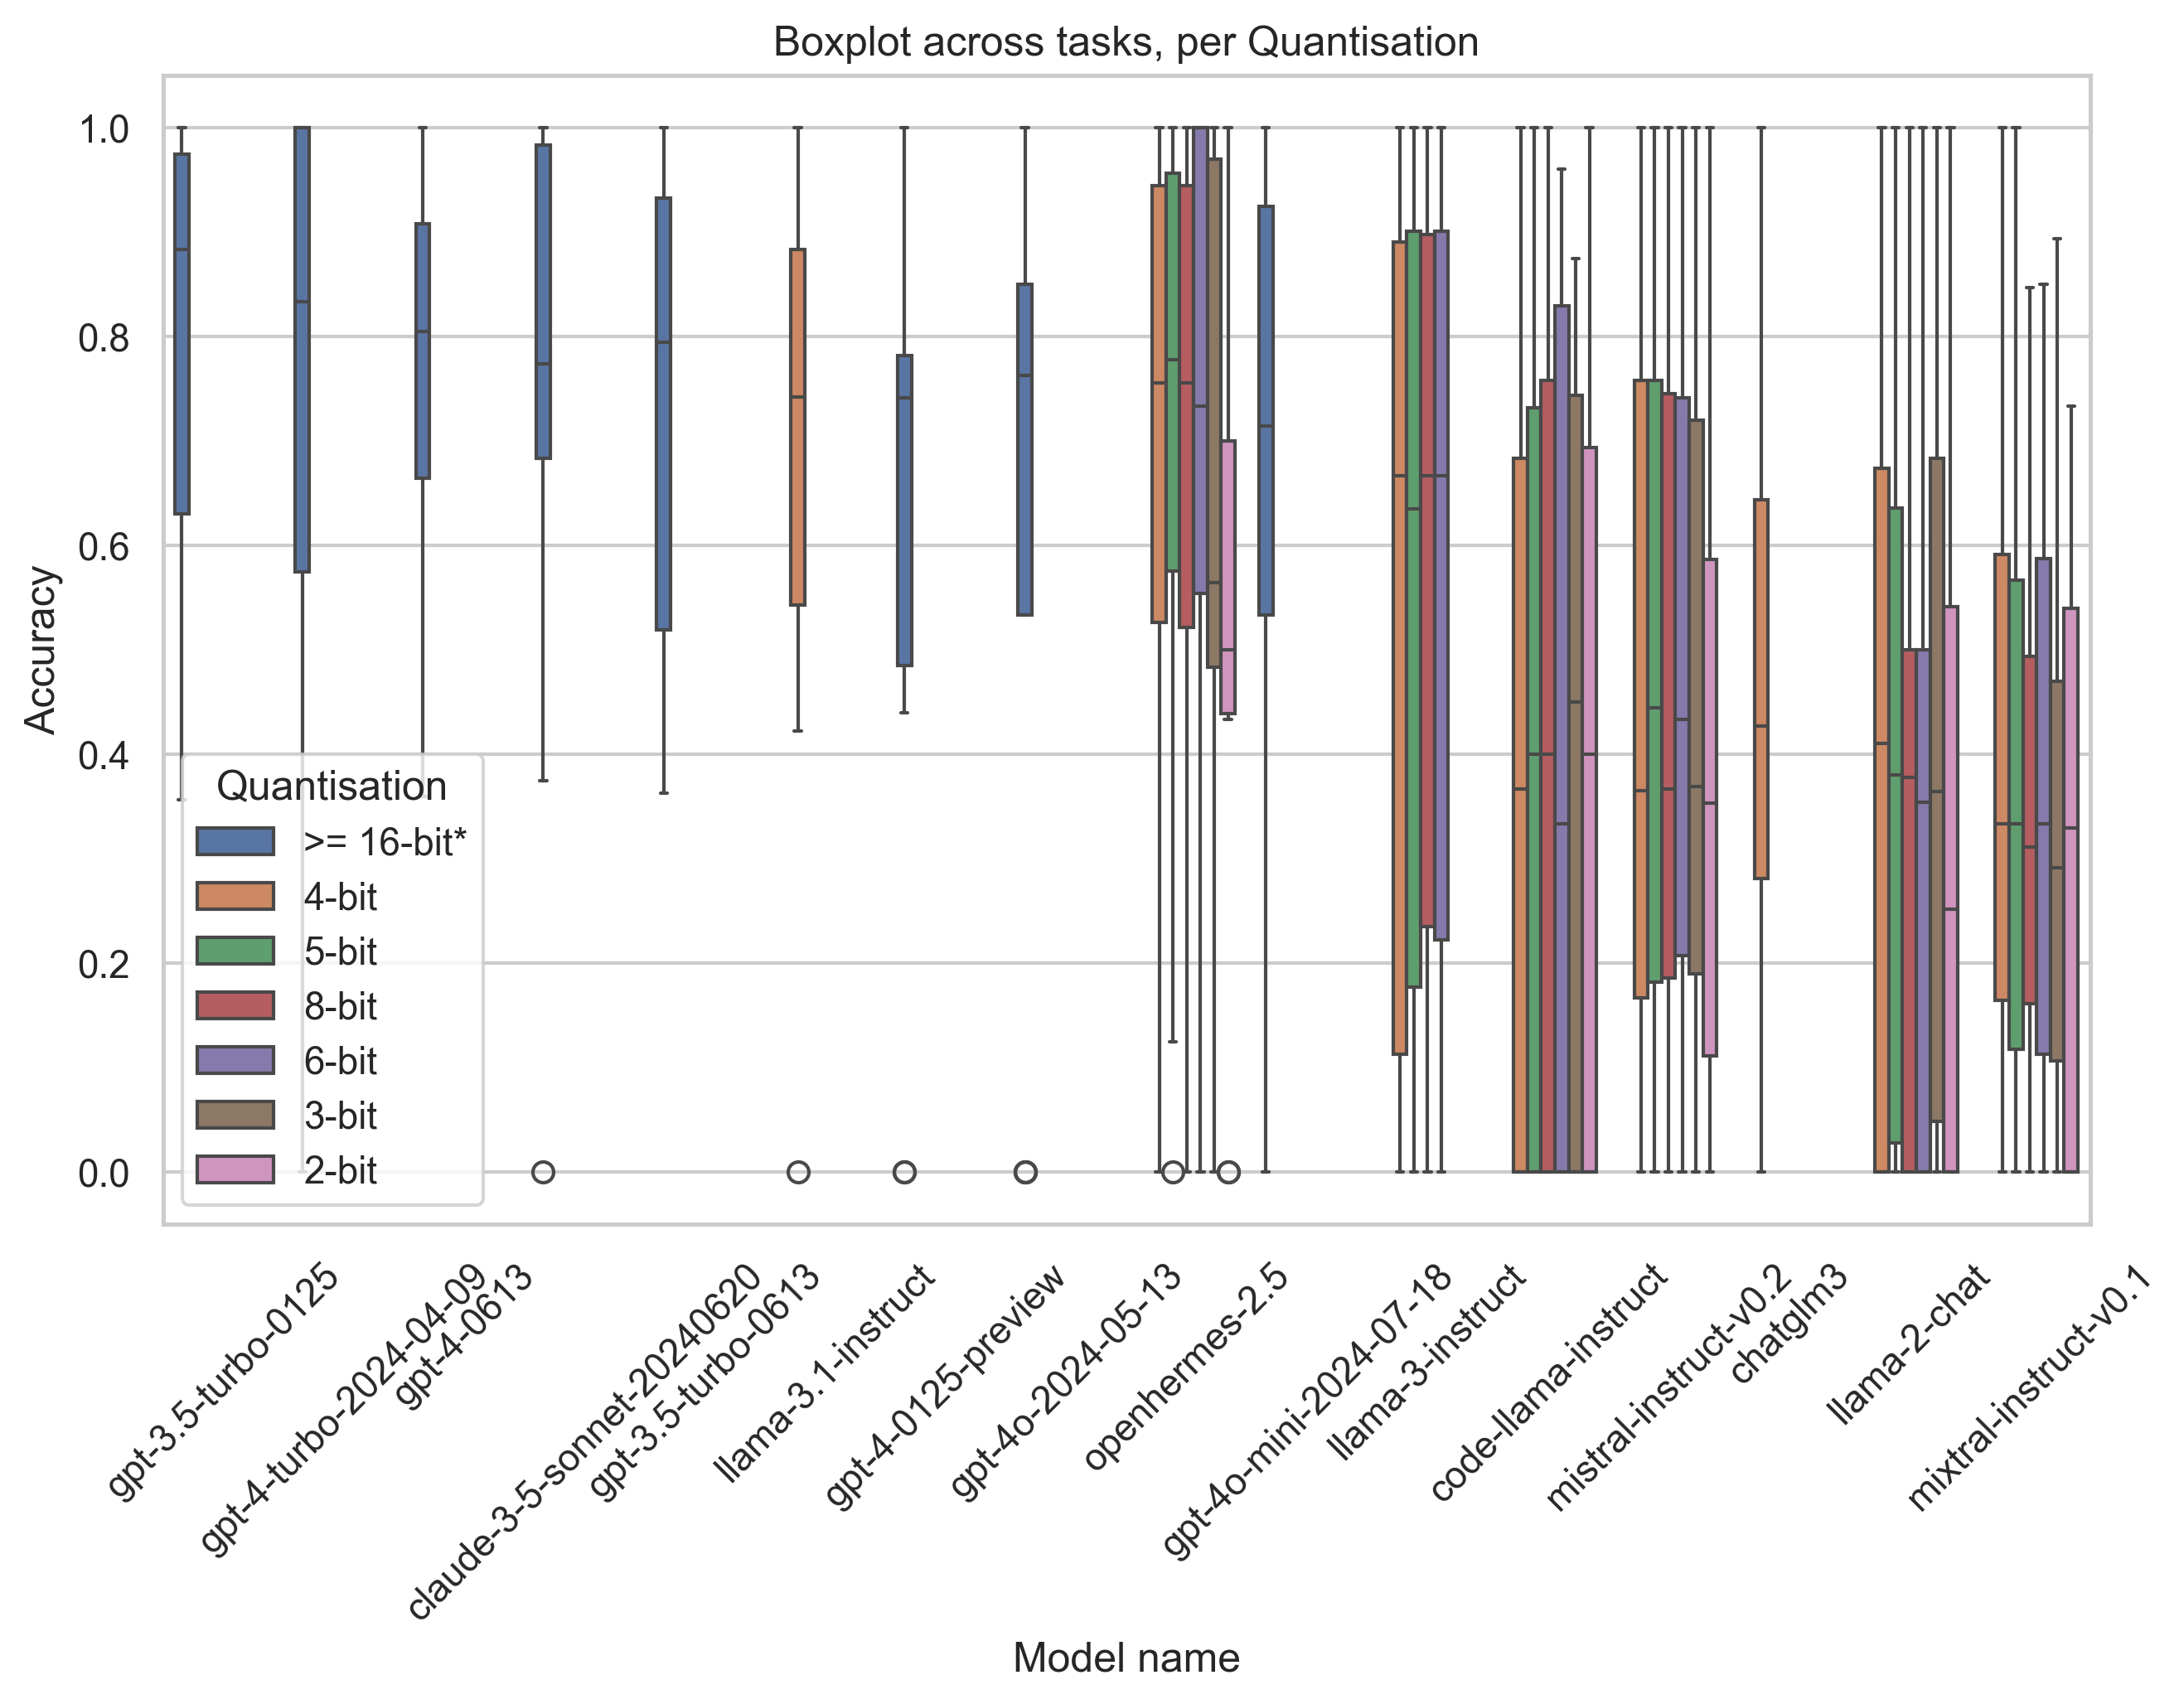 Boxplot across tasks, per Quantisation
Accuracy
1.0
0.8
0.6
0.4
0.2
0.0
Quantisation
>= 16-bit*
4-bit
5-bit
8-bit
6-bit
3-bit
2-bit
gpt-3.5-turbo-0125
gpt-4-turbo-2024-04-09
gpt-4-0613
claude-3-5-sonnet-20240620
gpt-3.5-turbo-0613
llama-3.1-instruct
gpt-4-0125-preview
gpt-4o-2024-05-13
openhermes-2.5
gpt-4o-mini-2024-07-18
llama-3-instruct
code-llama-instruct
mistral-instruct-v0.2
chatglm3
llama-2-chat
mixtral-instruct-v0.1
Model name